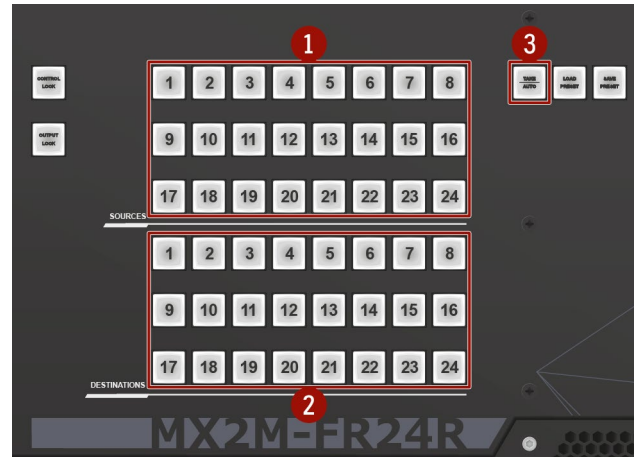 1
3
CONTROL
LOCK
1 2 3 4 5 6 7 8
TAKE
AUTO
LOAD
PRESET
SAVE
PRESET
OUTPUT
LOCK
9 10 11 12 13 14 15 16
17 18 19 20 21 22 23 24
SOURCES
1 2 3 4 5 6 7 8
9 10 11 12 13 14 15 16
17 18 19 20 21 22 23 24
DESTINATIONS
2
MX2M-FR24R